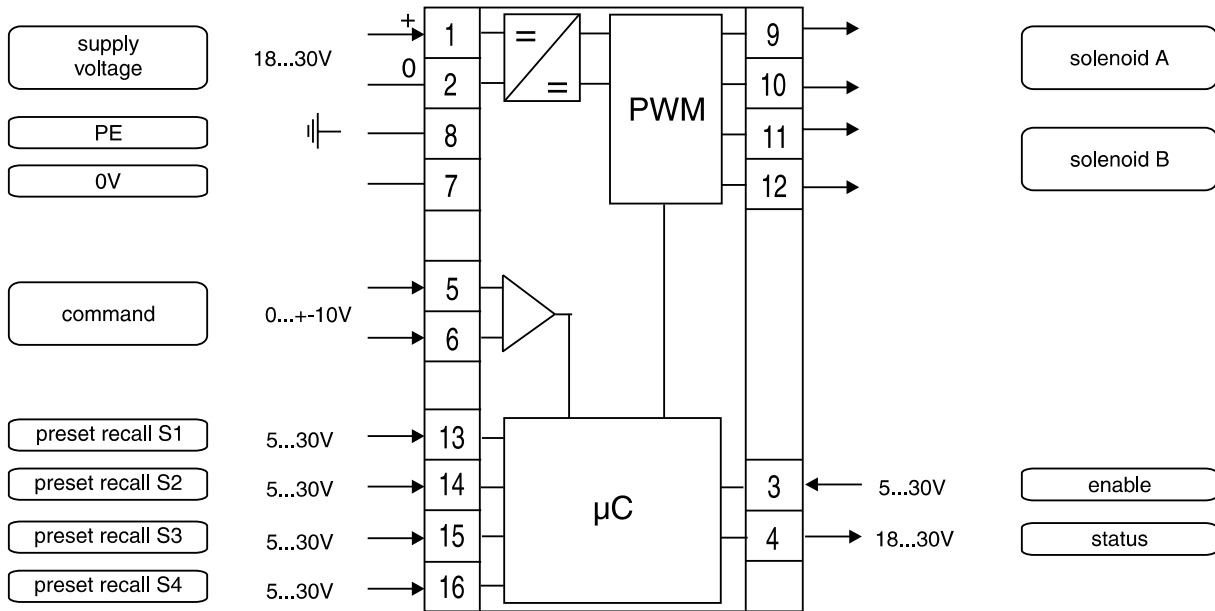 supply
voltage
18...30V
+
0
1
2
=
=
PWM
9
10
solenoid A
PE
8
11
solenoid B
0V
7
12
command
0...+-10V
5
6
preset recall S1
5...30V
13
preset recall S2
5...30V
14
µC
3
5...30V
enable
preset recall S3
5...30V
15
4
18...30V
status
preset recall S4
5...30V
16